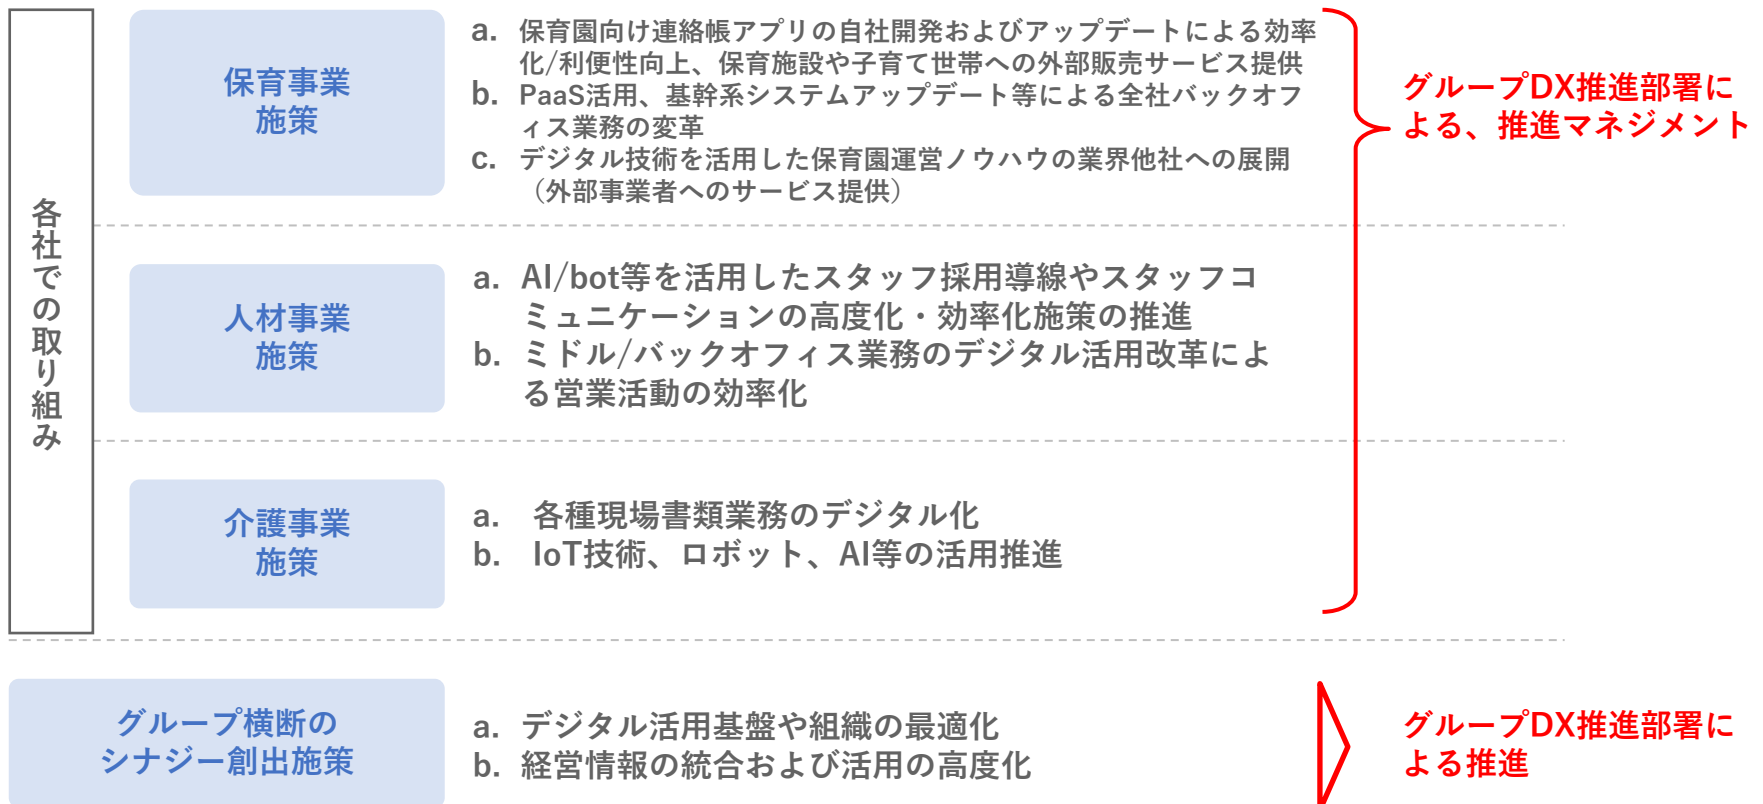 各社での取り組み
保育事業
施策
a. 保育園向け連絡帳アプリの自社開発およびアップデートによる効率
化/利便性向上、保育施設や子育て世帯への外部販売サービス提供
b. PaaS活用、基幹系システムアップデート等による全社バックオフ
ィス業務の変革
c. デジタル技術を活用した保育園運営ノウハウの業界他社への展開
（外部事業者へのサービス提供）
グループDX推進部署に
よる、推進マネジメント
人材事業
施策
a. AI/bot等を活用したスタッフ採用導線やスタッフコ
ミュニケーションの高度化・効率化施策の推進
b. ミドル/バックオフィス業務のデジタル活用改革によ
る営業活動の効率化
介護事業
施策
a. 各種現場書類業務のデジタル化
b. IoT技術、ロボット、AI等の活用推進
グループ横断の
シナジー創出施策
a. デジタル活用基盤や組織の最適化
b. 経営情報の統合および活用の高度化
グループDX推進部署に
よる推進